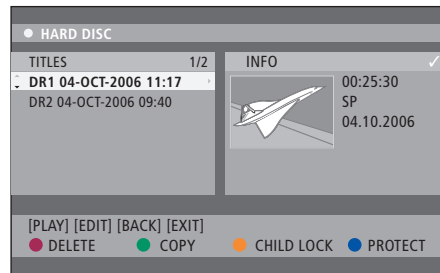 HARD DISC
TITLES 1/2
DR1 04-OCT-2006 11:17
DR2 04-OCT-2006 09:40
INFO
00:25:30
SP
04.10.2006
[PLAY] [EDIT] [BACK] [EXIT]
DELETE COPY CHILD LOCK PROTECT